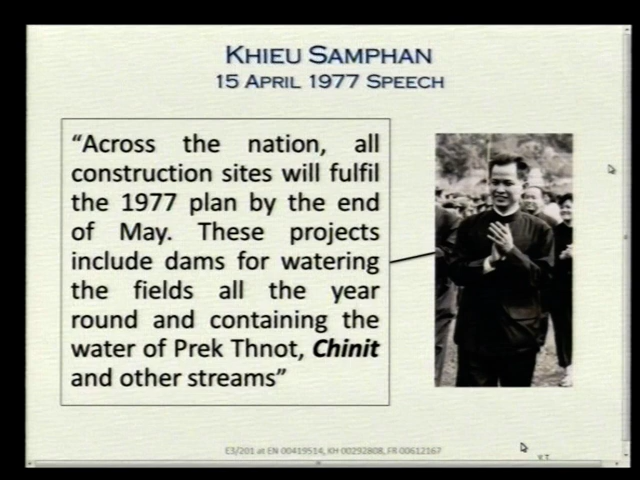 KHIEU SAMPHAN
15 APRIL 1977 SPEECH
“Across the nation, all
construction sites will fulfil
the 1977 plan by the end
of May. These projects
include dams for watering
the fields all the year
round and containing the
water of Prek Thnot, Chinit
and other streams”
E3/201 at EN 00419514, KH 00292808, FR 00612167
V.T.